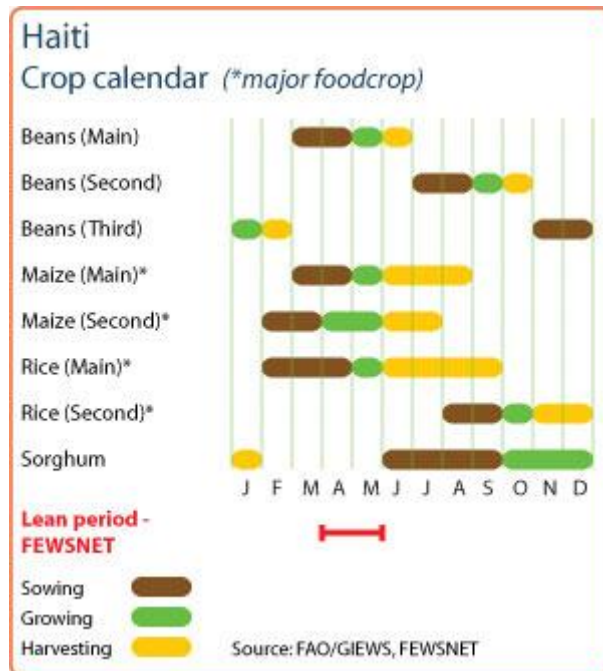 Haiti
Crop calendar (*major foodcrop)
Beans (Main)
Beans (Second)
Beans (Third)
Maize (Main)*
Maize (Second)*
Rice (Main)*
Rice (Second)*
Sorghum
J F M A M J J A S O N D
Lean period -
FEWSNET
Sowing
Growing
Harvesting
Source: FAO/GIEWS, FEWSNET